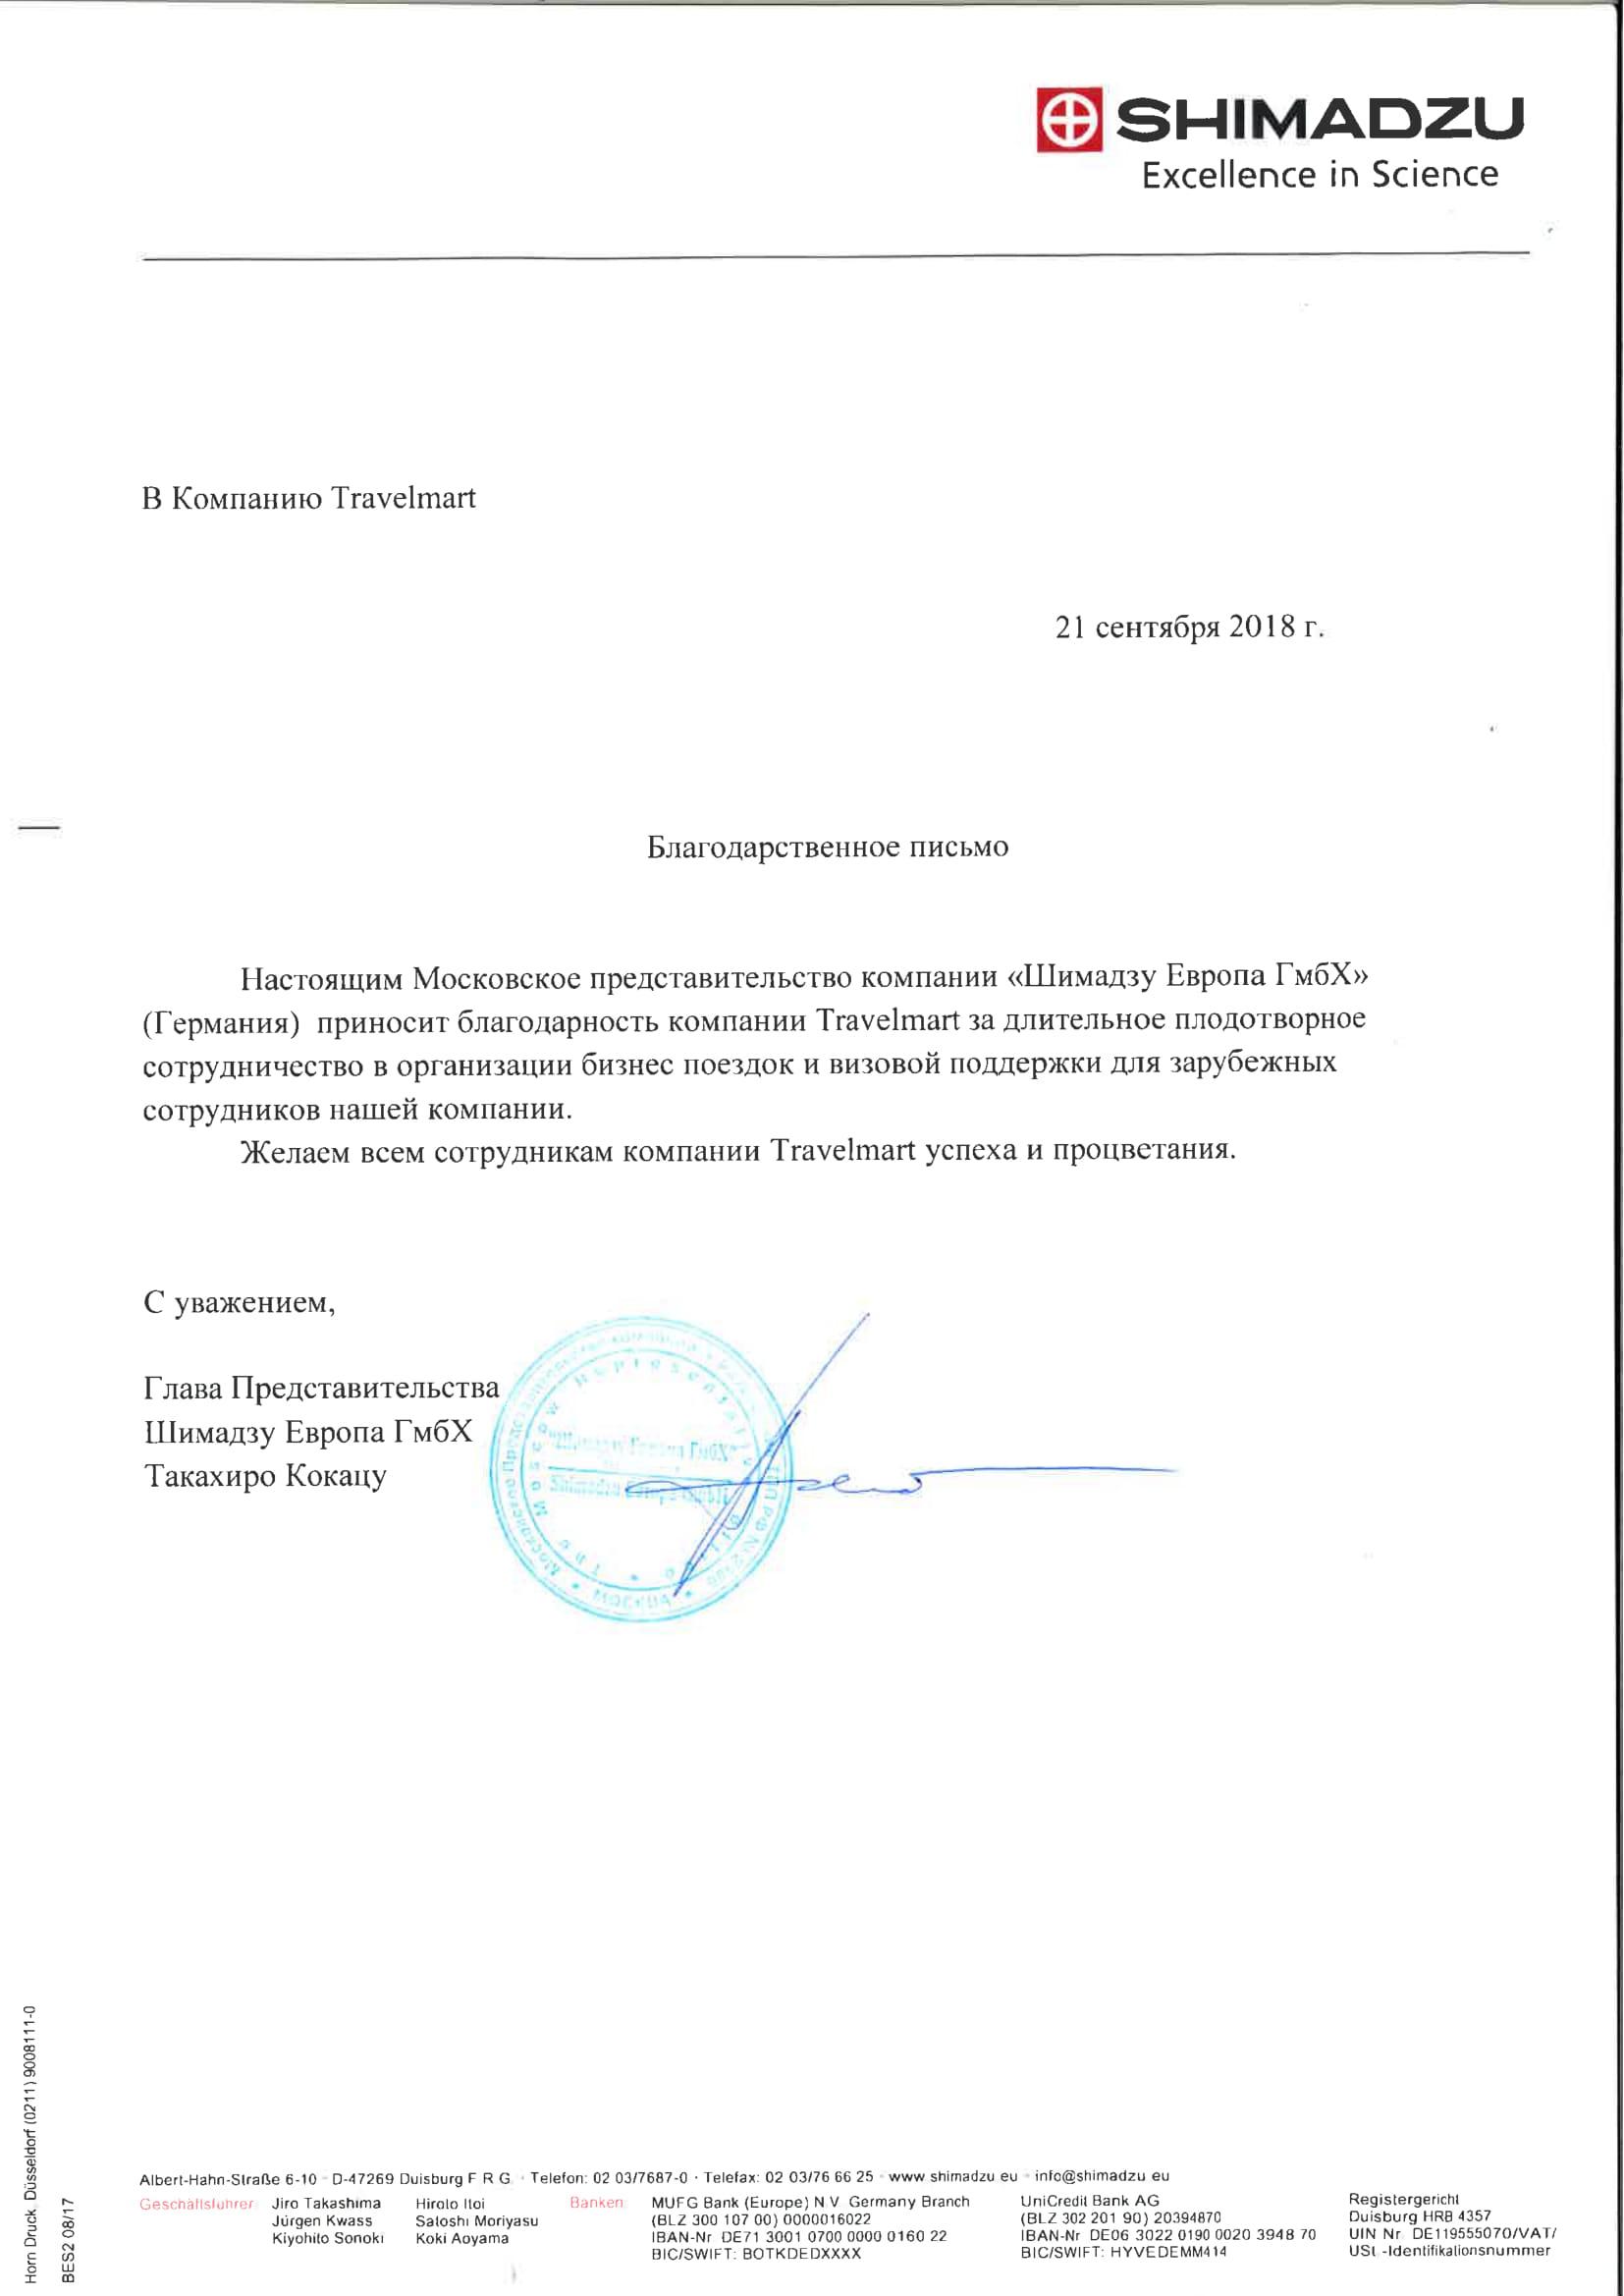 SHIMADZU
Excellence in Science
В Компанию Travelmart
21 сентября 2018 г.
Благодарственное письмо
Настоящим Московское представительство компании «Шимадзу Европа ГмбХ»
(Германия) приносит благодарность компании Travelmart за длительное плодотворное
сотрудничество в организации бизнес поездок и визовой поддержки для зарубежных
сотрудников нашей компании.
Желаем всем сотрудникам компании Travelmart успеха и процветания.
С уважением,
Глава Представительства
Шимадзу Европа ГмбХ
Такахиро Кокацу
МОСКВА
Horn Druck, Düsseldorf (0211) 9008111-0
BES2 08/17
Albert-Hahn-Straße 6-10 · D-47269 Duisburg F R G · Telefon: 02 03/7687-0 · Telefax: 02 03/76 66 25 · www shimadzu eu · info@shimadzu eu
Geschäftsführer: Jiro Takashima Hiroto Itoi Banken: MUFG Bank (Europe) N.V Germany Branch UniCredit Bank AG Registergericht
Jürgen Kwass Satoshi Moriyasu (BLZ 300 107 00) 0000016022 (BLZ 302 201 90) 20394870 Duisburg HRB 4357
Kiyohito Sonoki Koki Aoyama IBAN-Nr DE71 3001 0700 0000 0160 22 IBAN-Nr DE06 3022 0190 0020 3948 70 UIN Nr. DE119555070/VAT/
BIC/SWIFT: BOTKDEDXXXX BIC/SWIFT: HYVEDEMM414 USt.-Identifikationsnummer